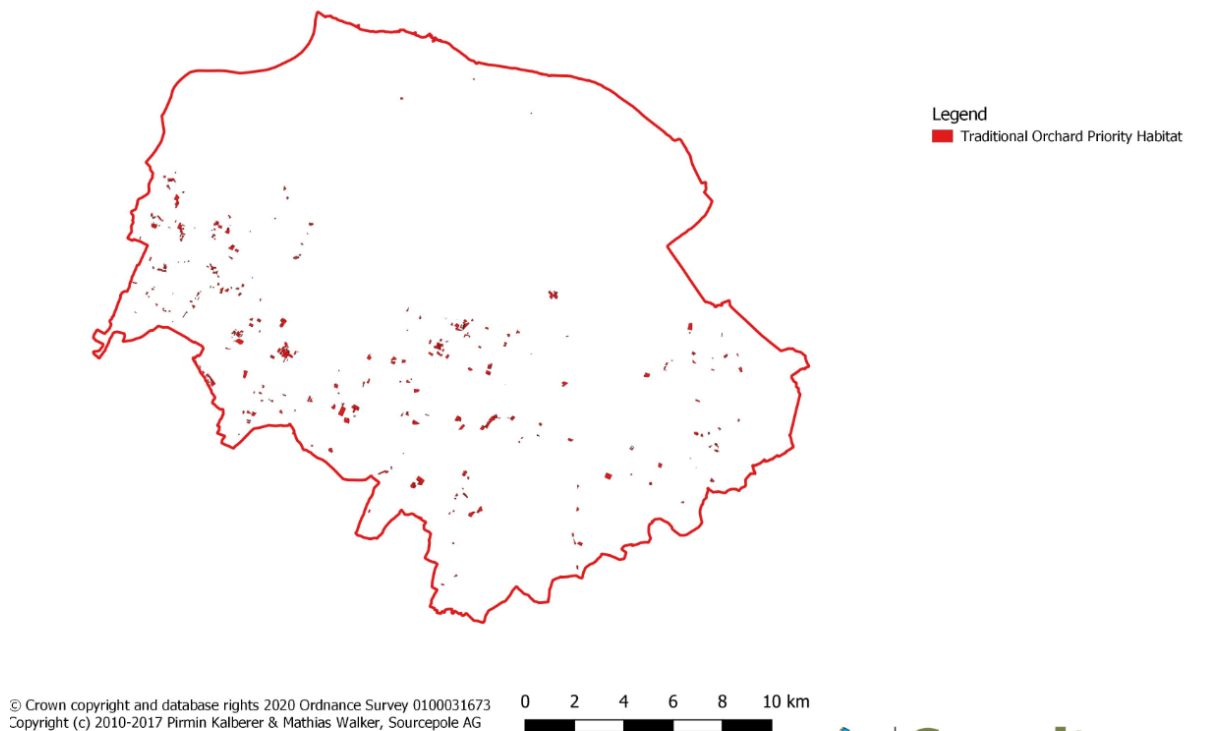 Legend
Traditional Orchard Priority Habitat
© Crown copyright and database rights 2020 Ordnance Survey 0100031673
Copyright (c) 2010-2017 Pirmin Kalberer & Mathias Walker, Sourcepole AG
0 2 4 6 8 10 km